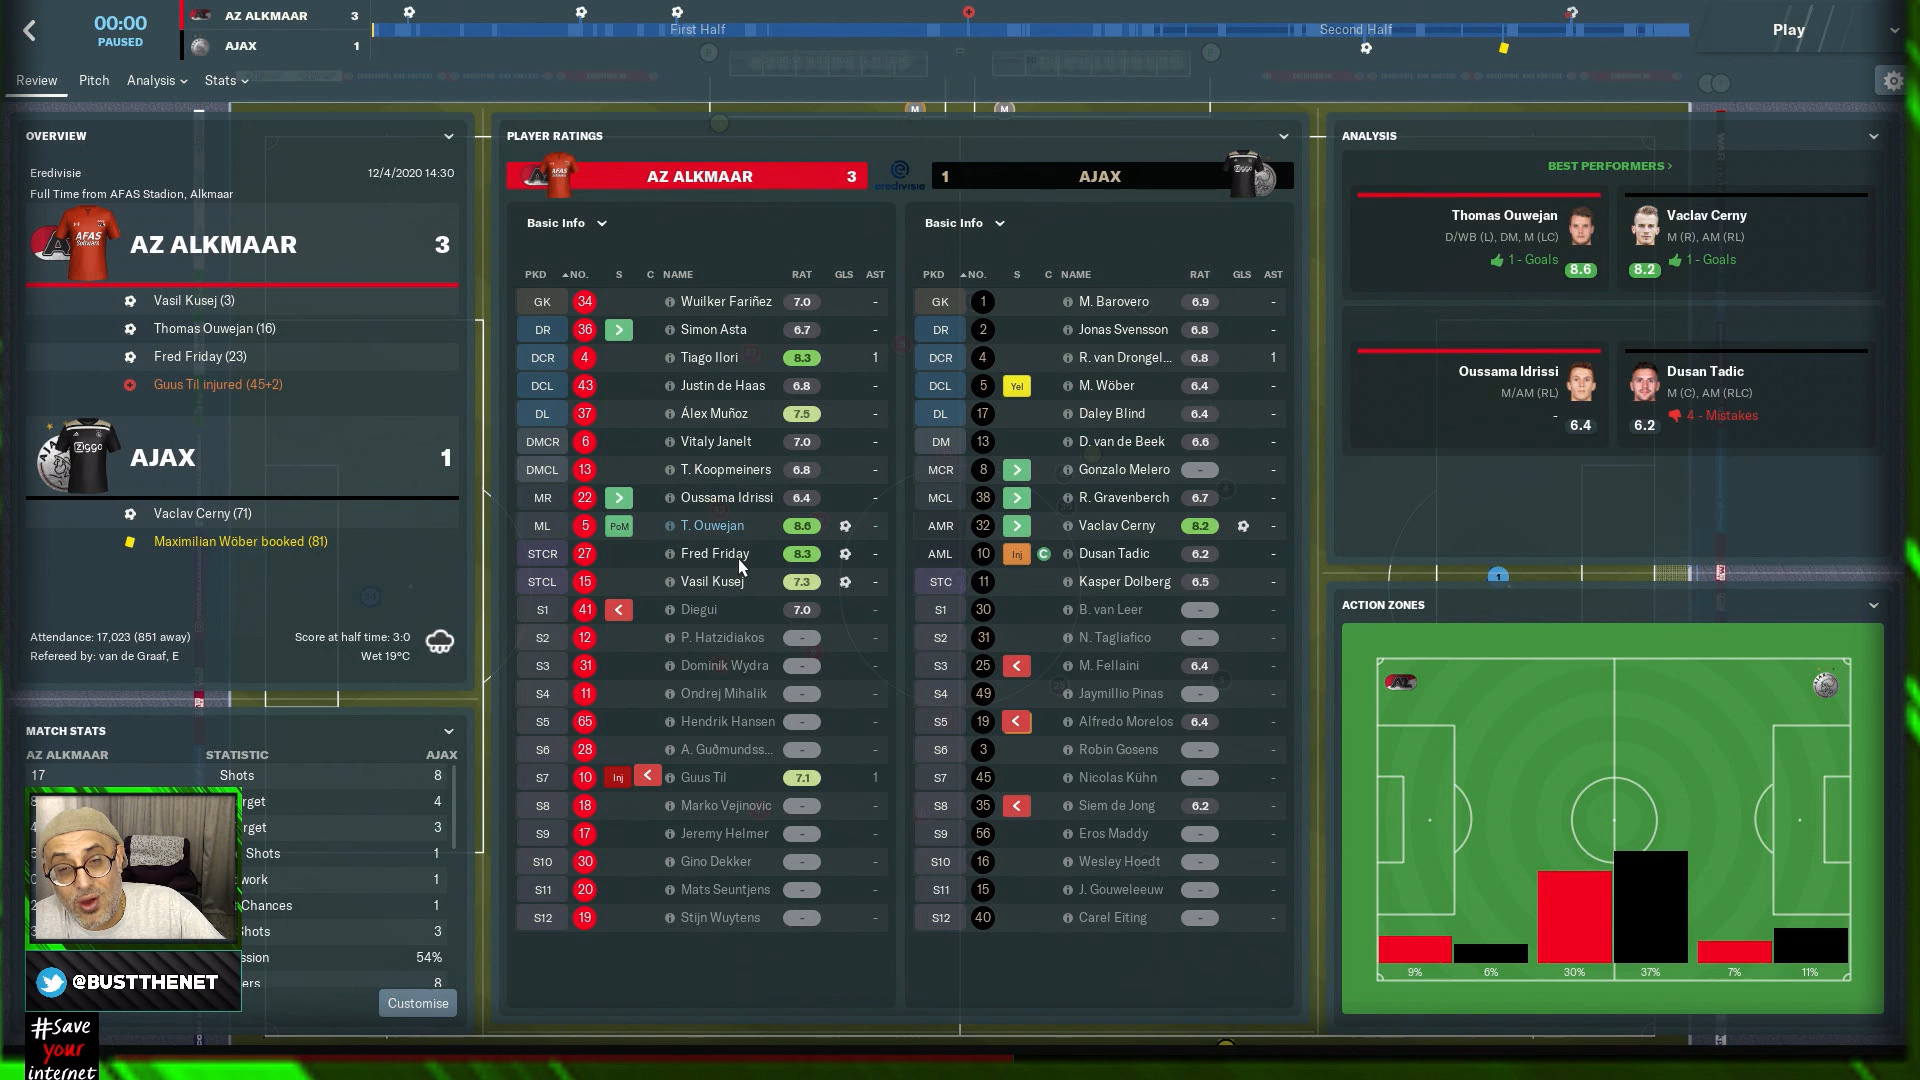 00:00
PAUSED
AZ ALKMAAR 3
AJAX 1
First Half
Second Half
Play
Review
Pitch
Analysis
Stats
OVERVIEW
Eredivisie 12/4/2020 14:30
Full Time from AFAS Stadion, Alkmaar
AZ ALKMAAR 3
Vasil Kusej (3)
Thomas Ouwejan (16)
Fred Friday (23)
Guus Til injured (45+2)
AJAX 1
Vaclav Cerny (71)
Maximilian Wöber booked (81)
Attendance: 17,023 (851 away) Score at half time: 3:0
Refereed by: van de Graaf, E Wet 19°C
MATCH STATS
AZ ALKMAAR STATISTIC AJAX
17 Shots 8
rget 4
rget 3
Shots 1
work 1
Chances 1
Shots 3
ssion 54%
ers 8
Customise
@BUSTTHENET
#Save
your
internet
PLAYER RATINGS
AZ ALKMAAR 3
eredivisie
1 AJAX
Basic Info
PKD NO. S C NAME RAT GLS AST
GK 34 Wuilker Fariñez 7.0 -
DR 36 Simon Asta 6.7 -
DCR 4 Tiago Ilori 8.3 1
DCL 43 Justin de Haas 6.8 -
DL 37 Álex Muñoz 7.5 -
DMCR 6 Vitaly Janelt 7.0 -
DMCL 13 T. Koopmeiners 6.8 -
MR 22 Oussama Idrissi 6.4 -
ML 5 PoM T. Ouwejan 8.6 -
STCR 27 Fred Friday 8.3 -
STCL 15 Vasil Kusej 7.3 -
S1 41 Diegui 7.0 -
S2 12 P. Hatzidiakos - -
S3 31 Dominik Wydra - -
S4 11 Ondrej Mihalik - -
S5 65 Hendrik Hansen - -
S6 28 A. Guðmundss... - -
S7 10 Inj Guus Til 7.1 1
S8 18 Marko Vejinovic - -
S9 17 Jeremy Helmer - -
S10 30 Gino Dekker - -
S11 20 Mats Seuntjens - -
S12 19 Stijn Wuytens - -
Basic Info
PKD NO. S C NAME RAT GLS AST
GK 1 M. Barovero 6.9 -
DR 2 Jonas Svensson 6.8 -
DCR 4 R. van Drongel... 6.8 1
DCL 5 Yel M. Wöber 6.4 -
DL 17 Daley Blind 6.4 -
DM 13 D. van de Beek 6.6 -
MCR 8 Gonzalo Melero - -
MCL 38 R. Gravenberch 6.7 -
AMR 32 Vaclav Cerny 8.2 -
AML 10 Inj C Dusan Tadic 6.2 -
STC 11 Kasper Dolberg 6.5 -
S1 30 B. van Leer - -
S2 31 N. Tagliafico - -
S3 25 M. Fellaini 6.4 -
S4 49 Jaymillio Pinas - -
S5 19 Alfredo Morelos 6.4 -
S6 3 Robin Gosens - -
S7 45 Nicolas Kühn - -
S8 35 Siem de Jong 6.2 -
S9 56 Eros Maddy - -
S10 16 Wesley Hoedt - -
S11 15 J. Gouweleeuw - -
S12 40 Carel Eiting - -
ANALYSIS
BEST PERFORMERS >
Thomas Ouwejan
D/WB (L), DM, M (LC)
1 - Goals
8.6
Vaclav Cerny
M (R), AM (RL)
1 - Goals
8.2
Oussama Idrissi
M/AM (RL)
-
6.4
Dusan Tadic
M (C), AM (RLC)
4 - Mistakes
6.2
ACTION ZONES
9% 6% 30% 37% 7% 11%